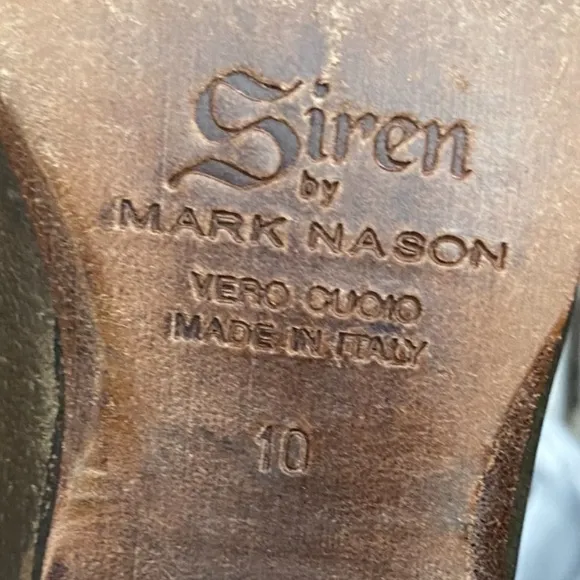 Siren
by
MARK NASON
VERO CUOIO
MADE IN ITALY
10